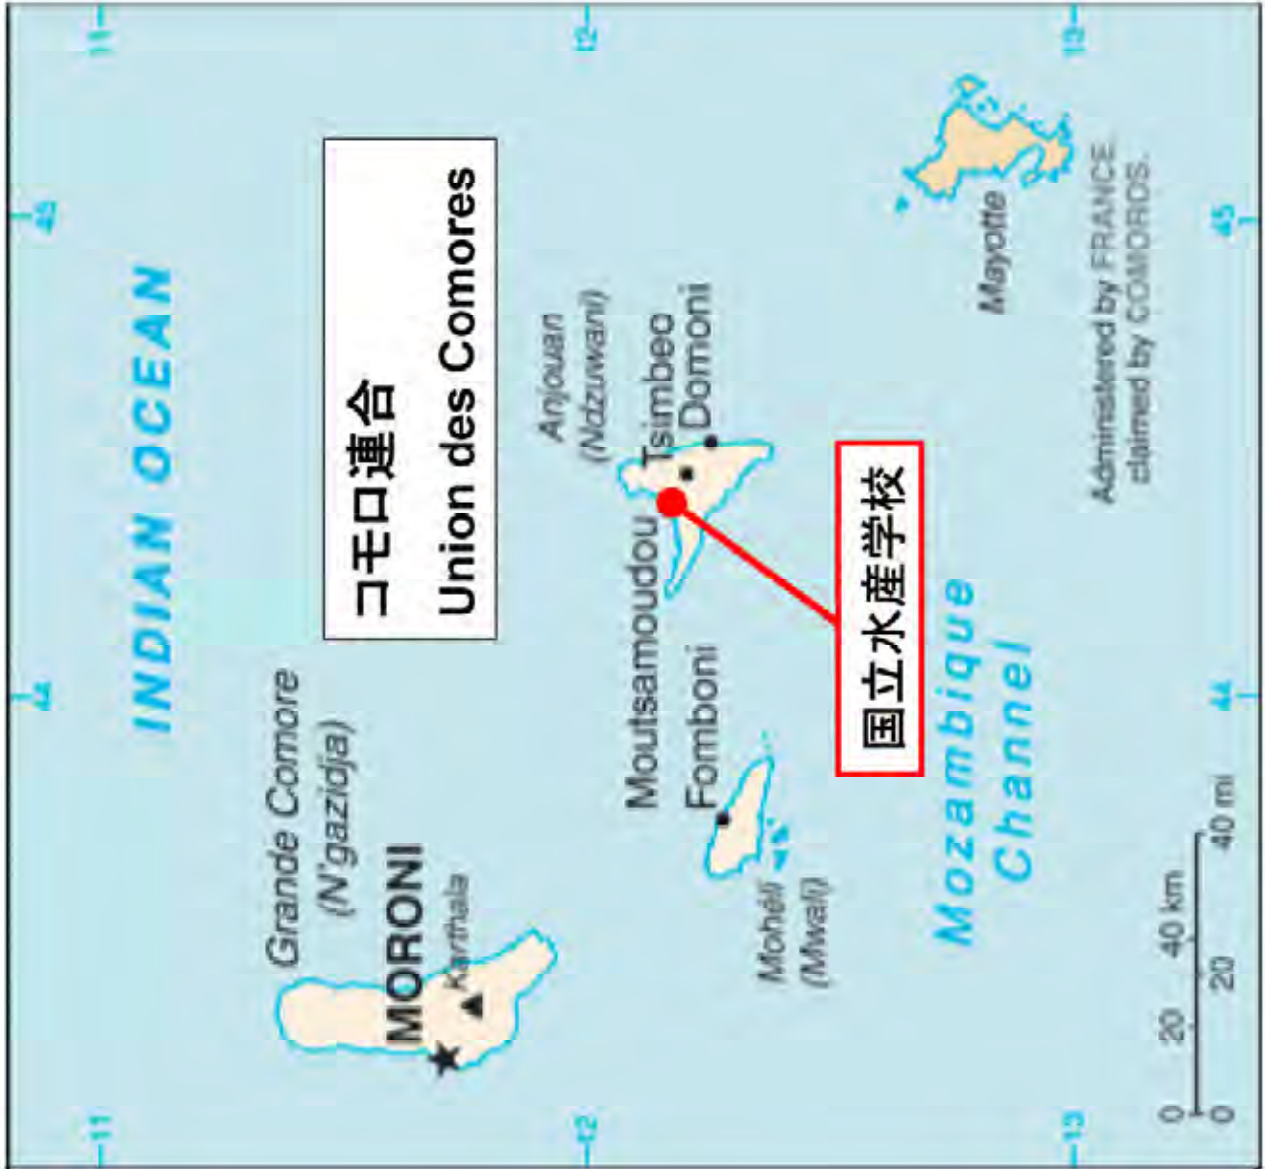 44
45
11
11
INDIAN OCEAN
Grande Comore
(N'gazidja)
コモロ連合
Union des Comores
MORONI
Karthala
Anjouan
(Ndzuwani)
12
12
Moutsamoudou
Tsimbeo
Fomboni
Domoni
Mohéli
(Mwali)
国立水産学校
Mozambique
Channel
Mayotte
13
13
Administered by FRANCE,
claimed by COMOROS.
0 20 40 km
0 20 40 mi
44
45